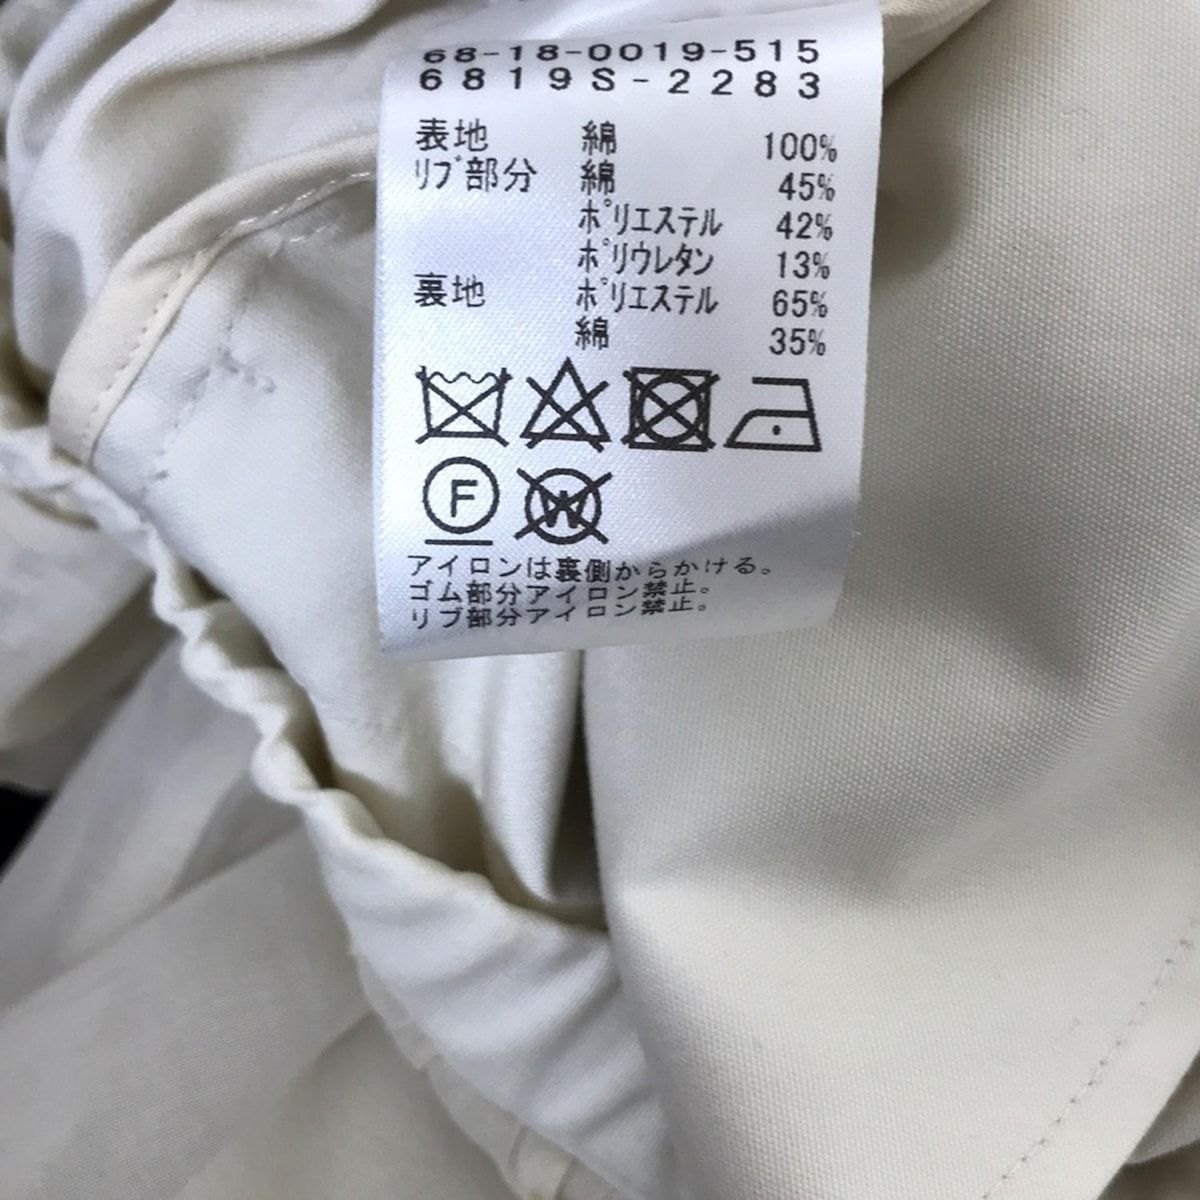 68-18-0019-515
6819S-2283
表地 綿 100%
ﾘﾌﾞ部分 綿 45%
ﾎﾟﾘｴｽﾃﾙ 42%
ﾎﾟﾘｳﾚﾀﾝ 13%
裏地 ﾎﾟﾘｴｽﾃﾙ 65%
綿 35%
F W
アイロンは裏側からかける。
ゴム部分アイロン禁止。
リブ部分アイロン禁止。